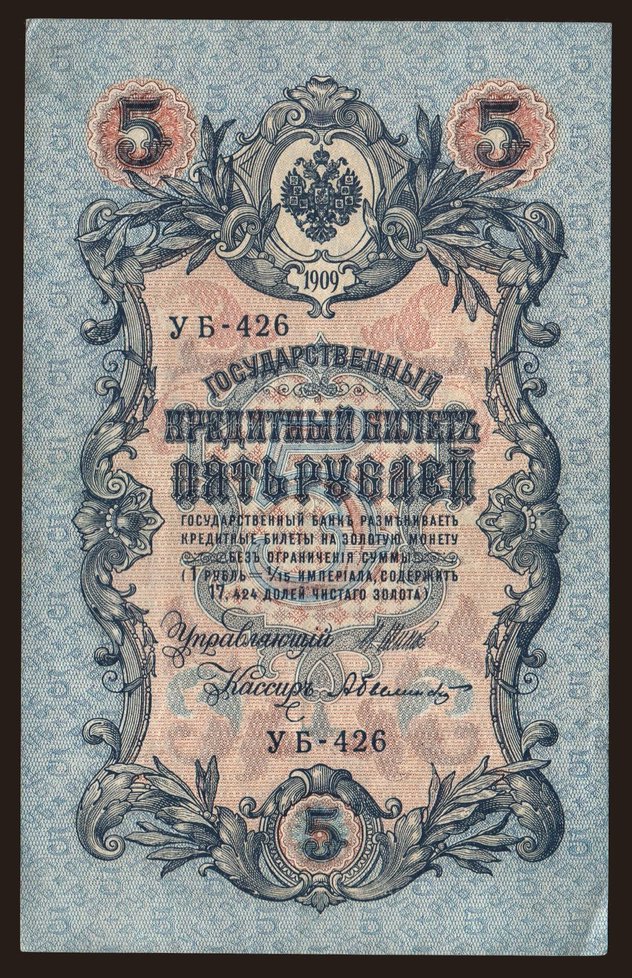 5 5
1909
УБ-426
ГОСУДАРСТВЕННЫЙ
КРЕДИТНЫЙ БИЛЕТЪ
ПЯТЬ РУБЛЕЙ
ГОСУДАРСТВЕННЫЙ БАНКЪ РАЗМѢНИВАЕТЪ
КРЕДИТНЫЕ БИЛЕТЫ НА ЗОЛОТУЮ МОНЕТУ
БЕЗЪ ОГРАНИЧЕНІЯ СУММЫ
(1 РУБЛЬ = 1/15 ИМПЕРІАЛА, СОДЕРЖИТЪ
17,424 ДОЛЕЙ ЧИСТАГО ЗОЛОТА)
Управляющій
Кассиръ
УБ-426
5